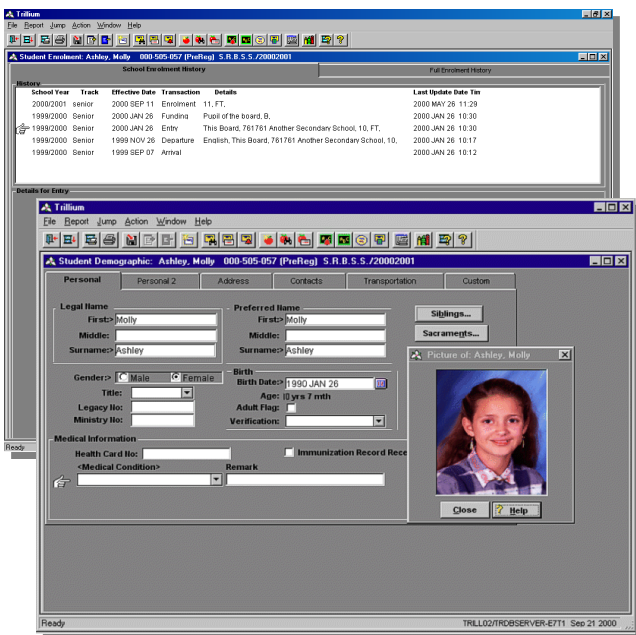 Trillium
File Report Jump Action Window Help
Student Enrolment: Ashley, Molly 000-505-057 (PreReg) S.R.B.S.S./20002001
School Enrolment History Full Enrolment History
History
School Year Track Effective Date Transaction Details Last Update Date Tim
2000/2001 senior 2000 SEP 11 Enrolment 11, FT, 2000 MAY 26 11:29
1999/2000 Senior 2000 JAN 26 Funding Pupil of the board, B, 2000 JAN 26 10:30
1999/2000 Senior 2000 JAN 26 Entry This Board, 761761 Another Secondary School, 10, FT, 2000 JAN 26 10:30
1999/2000 Senior 1999 NOV 26 Departure English, This Board, 761761 Another Secondary School, 10, 2000 JAN 26 10:17
1999/2000 Senior 1999 SEP 07 Arrival 2000 JAN 26 10:12
Details for Entry
Ready
Trillium
File Report Jump Action Window Help
Student Demographic: Ashley, Molly 000-505-057 (PreReg) S.R.B.S.S./20002001
Personal Personal 2 Address Contacts Transportation Custom
Legal Name Preferred Name
First:> Molly First:> Molly Siblings...
Middle: Middle: Sacraments...
Surname:> Ashley Surname:> Ashley
Picture of: Ashley, Molly
Gender:> Male Female Birth
Birth Date:> 1990 JAN 26
Title: Age: 10 yrs 7 mth
Legacy No: Adult Flag:
Ministry No: Verification:
Medical Information
Health Card No: Immunization Record Rece
<Medical Condition> Remark
Close Help
Ready TRILL02/TRDBSERVER-E7T1 Sep 21 2000